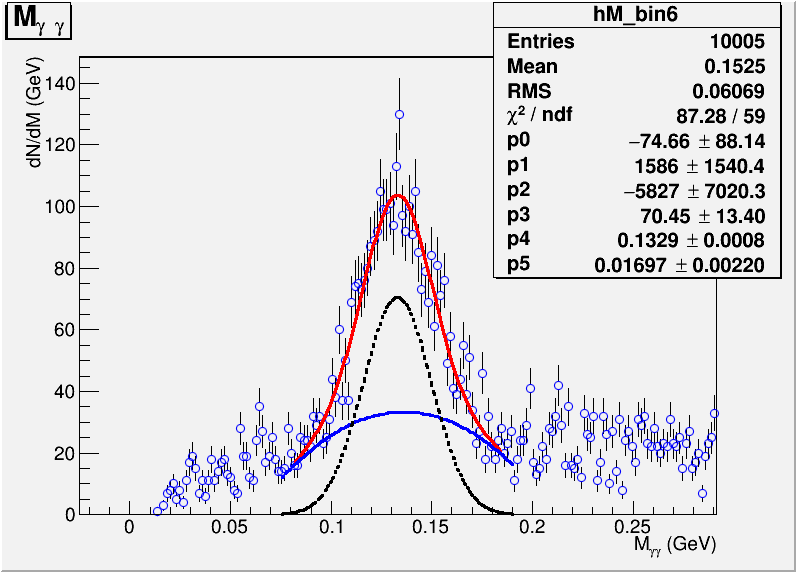 M γ γ
hM_bin6
Entries 10005
Mean 0.1525
RMS 0.06069
χ² / ndf 87.28 / 59
p0 −74.66 ± 88.14
p1 1586 ± 1540.4
p2 −5827 ± 7020.3
p3 70.45 ± 13.40
p4 0.1329 ± 0.0008
p5 0.01697 ± 0.00220
dN/dM (GeV)
140
120
100
80
60
40
20
0
0 0.05 0.1 0.15 0.2 0.25
Mγγ (GeV)